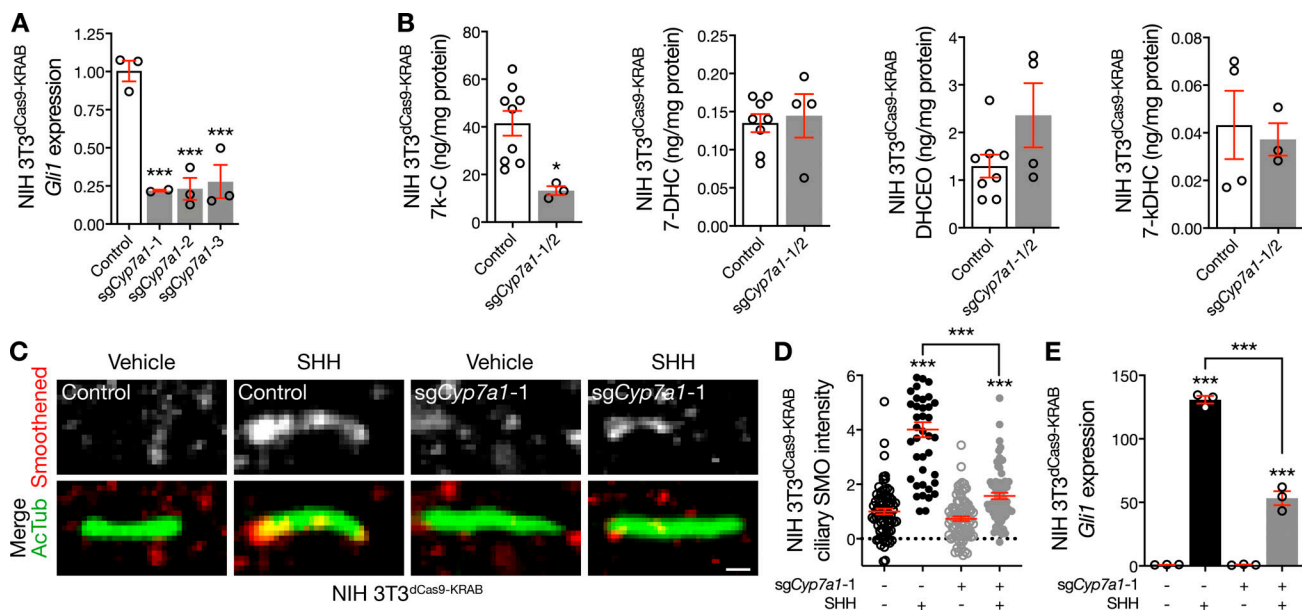 A
NIH 3T3dCas9-KRAB
Gli1 expression
1.25
1.00
0.75
0.50
0.25
0.00
***
***
***
Control
sgCyp7a1-1
sgCyp7a1-2
sgCyp7a1-3
B
NIH 3T3dCas9-KRAB
7k-C (ng/mg protein)
80
60
40
20
0
*
Control
sgCyp7a1-1/2
NIH 3T3dCas9-KRAB
7-DHC (ng/mg protein)
0.25
0.20
0.15
0.10
0.05
0.00
Control
sgCyp7a1-1/2
NIH 3T3dCas9-KRAB
DHCEO (ng/mg protein)
4
3
2
1
0
Control
sgCyp7a1-1/2
NIH 3T3dCas9-KRAB
7-kDHC (ng/mg protein)
0.08
0.06
0.04
0.02
0.00
Control
sgCyp7a1-1/2
C
Vehicle
SHH
Vehicle
SHH
Control
Control
sgCyp7a1-1
sgCyp7a1-1
Smoothened
Merge
AcTub
NIH 3T3dCas9-KRAB
D
NIH 3T3dCas9-KRAB
ciliary SMO intensity
6
4
2
0
***
***
***
sgCyp7a1-1 - - + +
SHH - + - +
E
NIH 3T3dCas9-KRAB
Gli1 expression
150
100
50
0
***
***
***
sgCyp7a1-1 - - + +
SHH - + - +